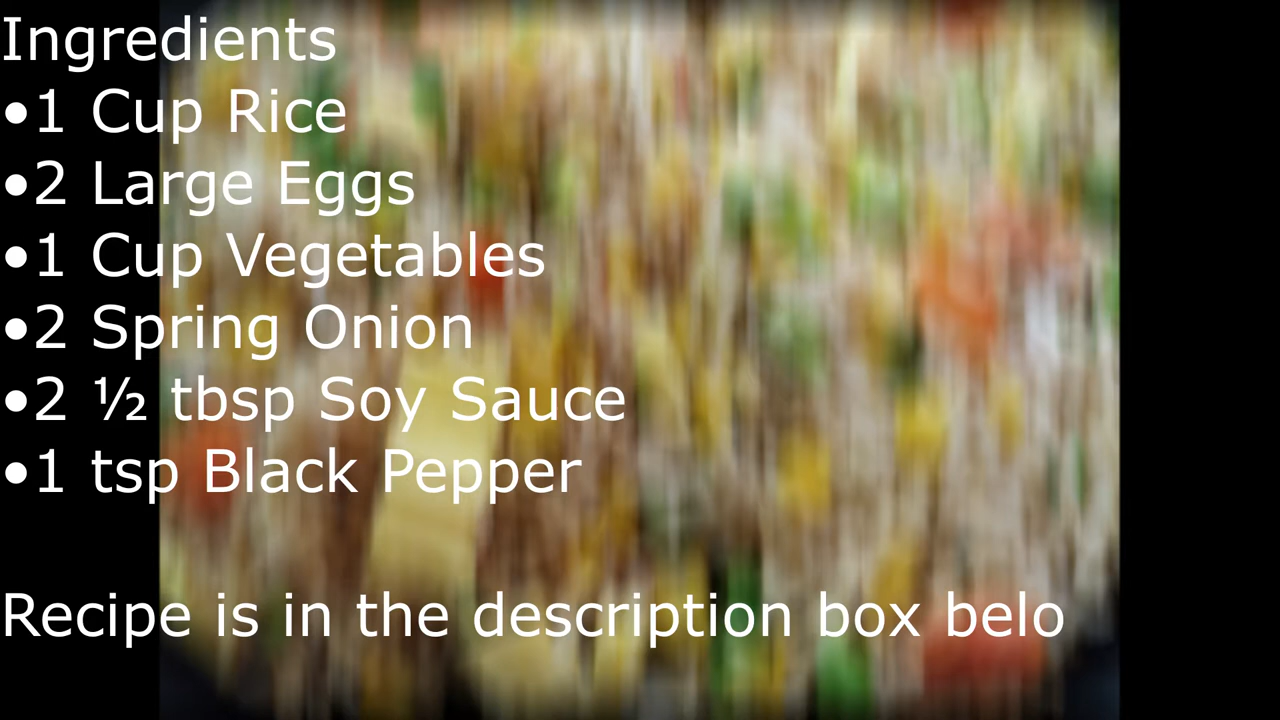 Ingredients
•1 Cup Rice
•2 Large Eggs
•1 Cup Vegetables
•2 Spring Onion
•2 ½ tbsp Soy Sauce
•1 tsp Black Pepper
Recipe is in the description box belo